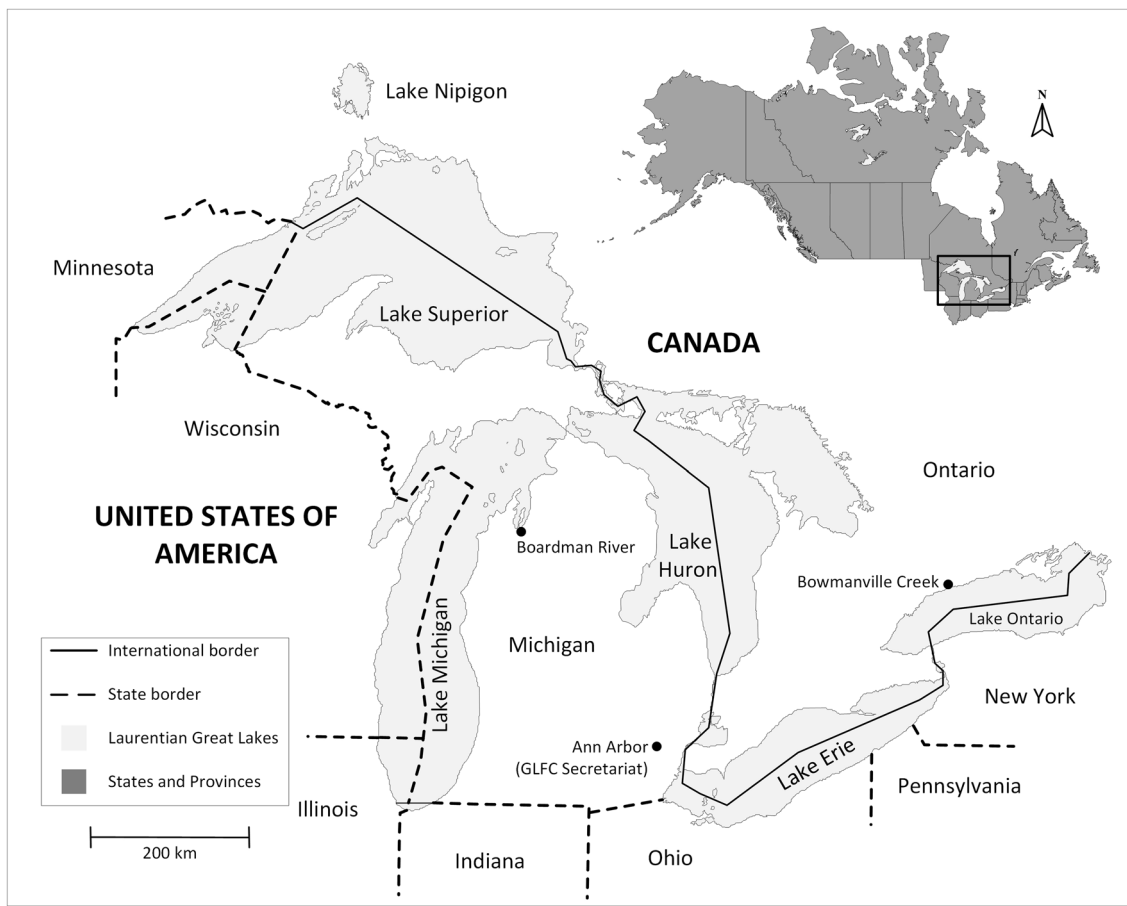 Lake Nipigon
N
Minnesota
Lake Superior
CANADA
Wisconsin
Ontario
UNITED STATES OF
AMERICA
Boardman River
Lake
Huron
Bowmanville Creek
Lake Ontario
Lake Michigan
Michigan
International border
State border
Laurentian Great Lakes
States and Provinces
New York
Ann Arbor
(GLFC Secretariat)
Lake Erie
Pennsylvania
Illinois
200 km
Indiana
Ohio